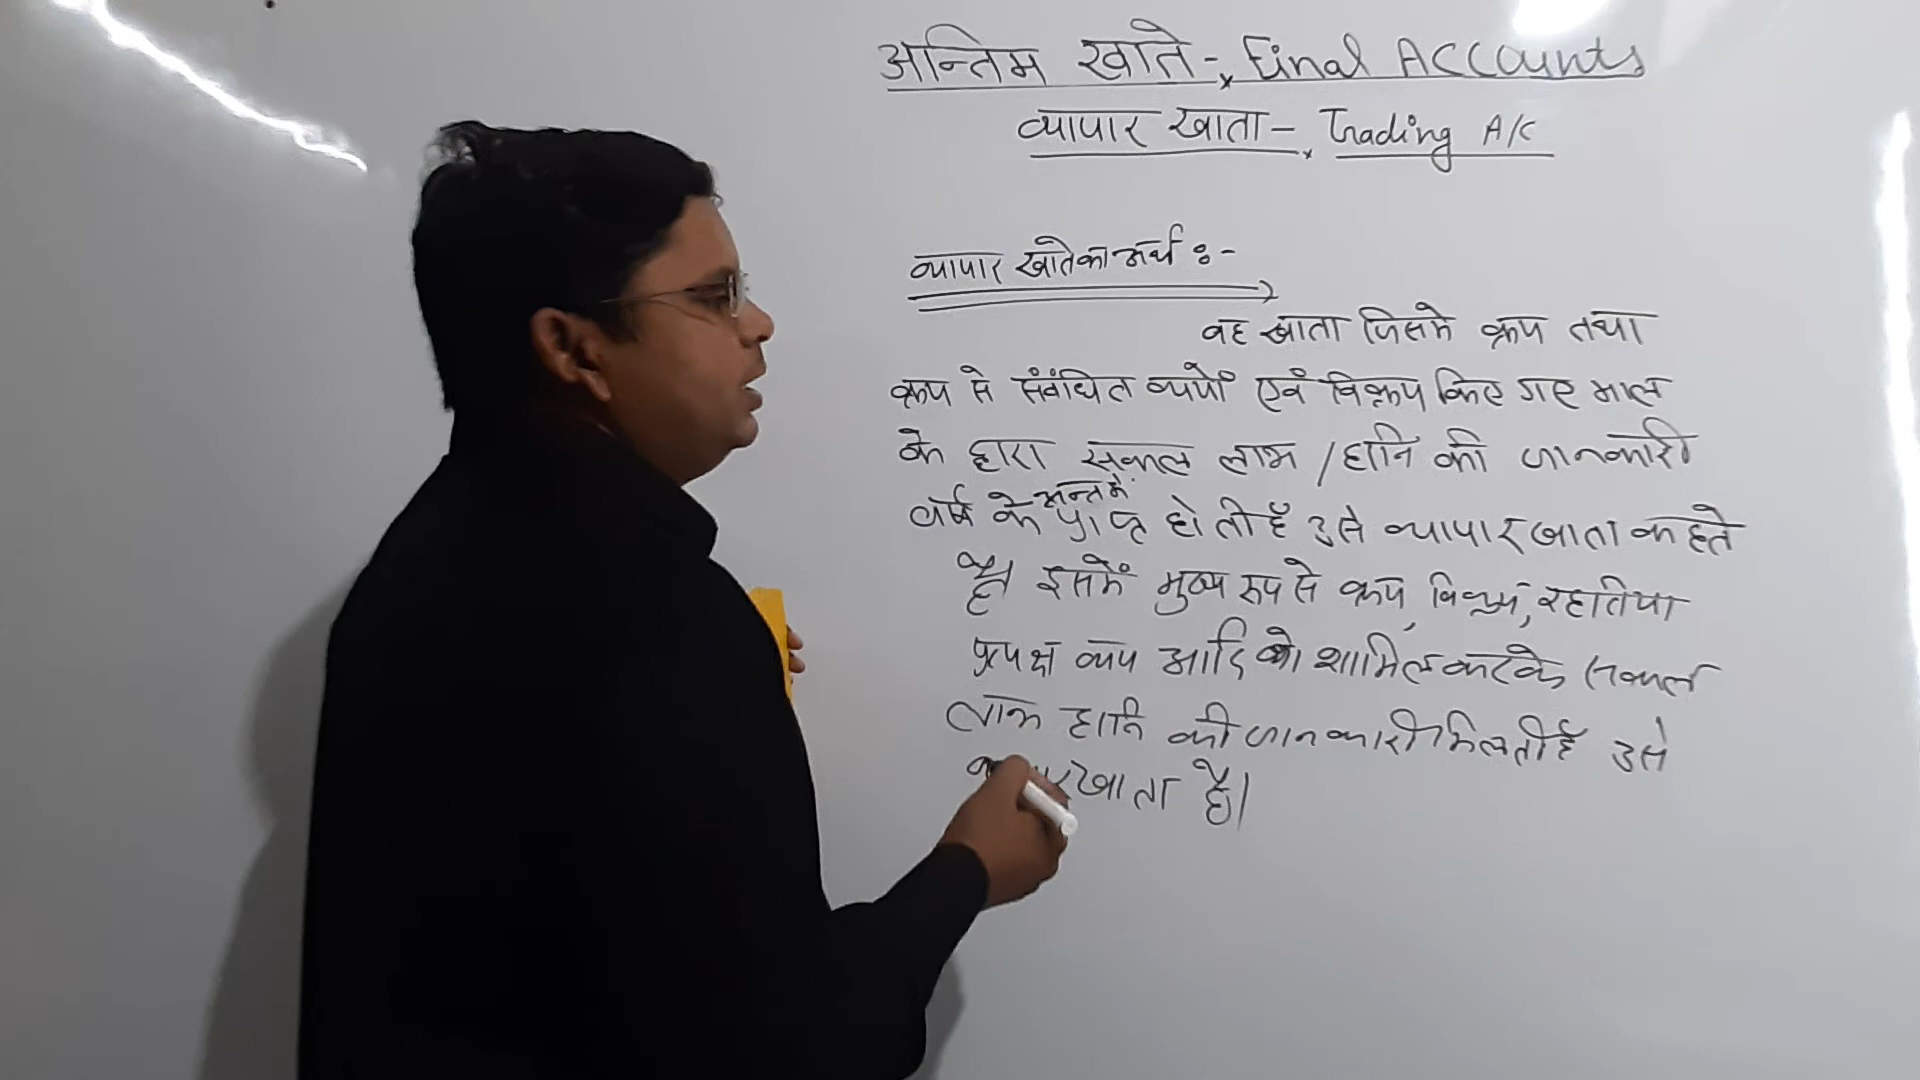 अन्तिम खाते - Final Accounts
व्यापार खाता - Trading A/c
व्यापार खाते का अर्थ :-
वह खाता जिसमें क्रय तथा
क्रय से संबंधित व्ययों एवं विक्रय किए गए माल
के द्वारा सकल लाभ / हानि की जानकारी
वर्ष के अन्त में प्राप्त होती है उसे व्यापार खाता कहते
है। इसमें मुख्य रूप से क्रय, विक्रय, रहतिया
प्रत्यक्ष व्यय आदि को शामिल करके सकल
लाभ हानि की जानकारी मिलती है उसे
खाता है।